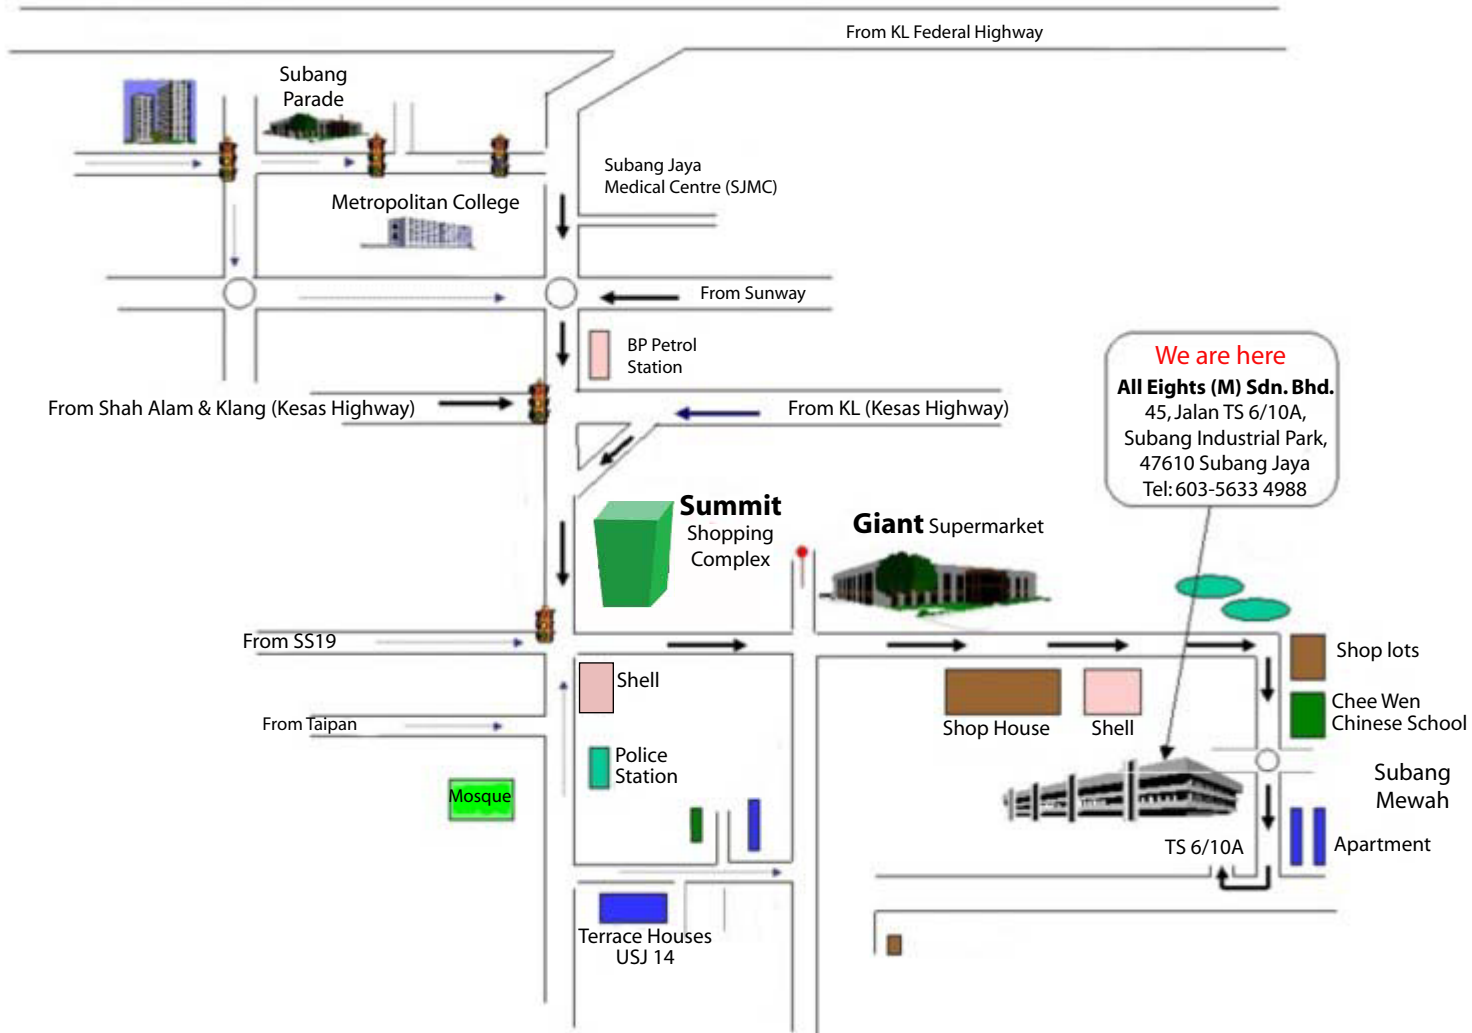 From KL Federal Highway
Subang
Parade
Subang Jaya
Medical Centre (SJMC)
Metropolitan College
From Sunway
BP Petrol
Station
We are here
All Eights (M) Sdn. Bhd.
45, Jalan TS 6/10A,
Subang Industrial Park,
47610 Subang Jaya
Tel: 603-5633 4988
From Shah Alam & Klang (Kesas Highway)
From KL (Kesas Highway)
Summit
Shopping
Complex
Giant Supermarket
From SS19
Shop lots
Shell
Chee Wen
Chinese School
From Taipan
Shop House
Shell
Police
Station
Subang
Mewah
Mosque
TS 6/10A
Apartment
Terrace Houses
USJ 14